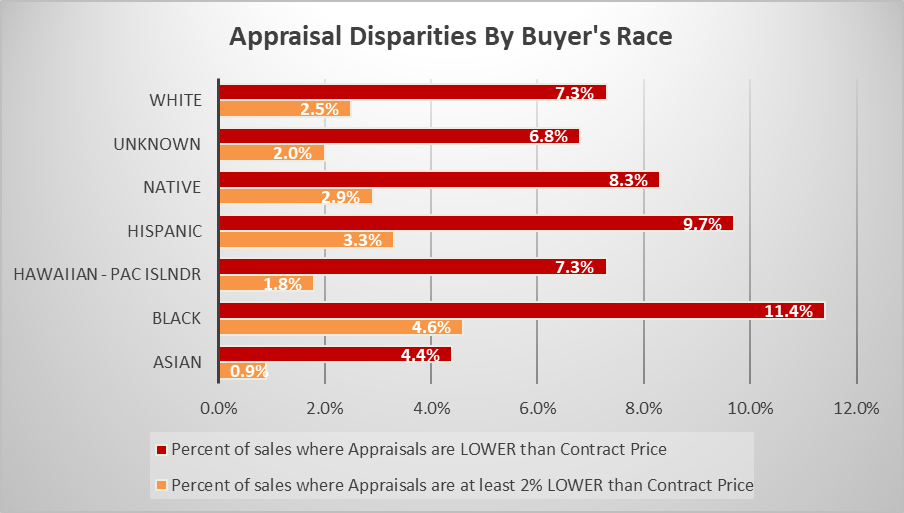 Appraisal Disparities By Buyer's Race
WHITE
7.3%
2.5%
UNKNOWN
6.8%
2.0%
NATIVE
8.3%
2.9%
HISPANIC
9.7%
3.3%
HAWAIIAN - PAC ISLNDR
7.3%
1.8%
BLACK
11.4%
4.6%
ASIAN
4.4%
0.9%
0.0% 2.0% 4.0% 6.0% 8.0% 10.0% 12.0%
Percent of sales where Appraisals are LOWER than Contract Price
Percent of sales where Appraisals are at least 2% LOWER than Contract Price